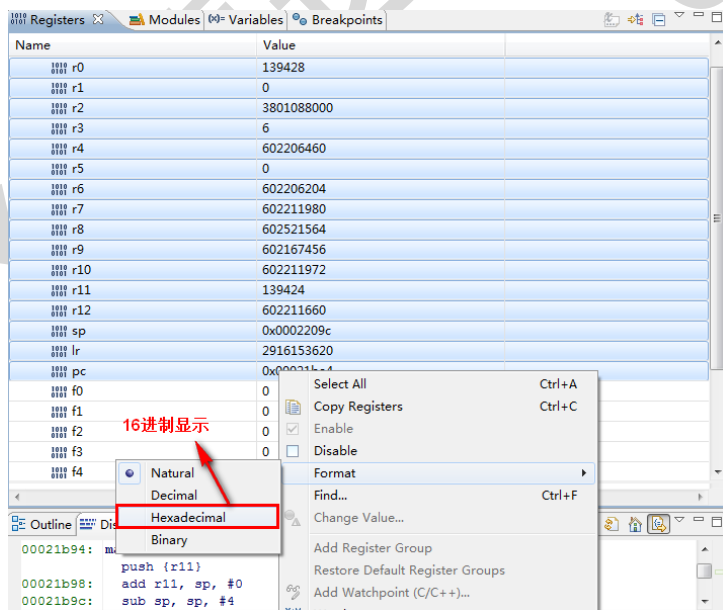 Registers Modules (x)= Variables Breakpoints
Name Value
r0 139428
r1 0
r2 3801088000
r3 6
r4 602206460
r5 0
r6 602206204
r7 602211980
r8 602521564
r9 602167456
r10 602211972
r11 139424
r12 602211660
sp 0x0002209c
lr 2916153620
pc
f0 0
f1 0
f2 0
f3 0
f4
Select All Ctrl+A
Copy Registers Ctrl+C
Enable
Disable
Format
Find... Ctrl+F
Change Value...
Add Register Group
Restore Default Register Groups
Add Watchpoint (C/C++)...
16进制显示
Natural
Decimal
Hexadecimal
Binary
Outline Dis
00021b94: ma
push {r11}
00021b98: add r11, sp, #0
00021b9c: sub sp, sp, #4